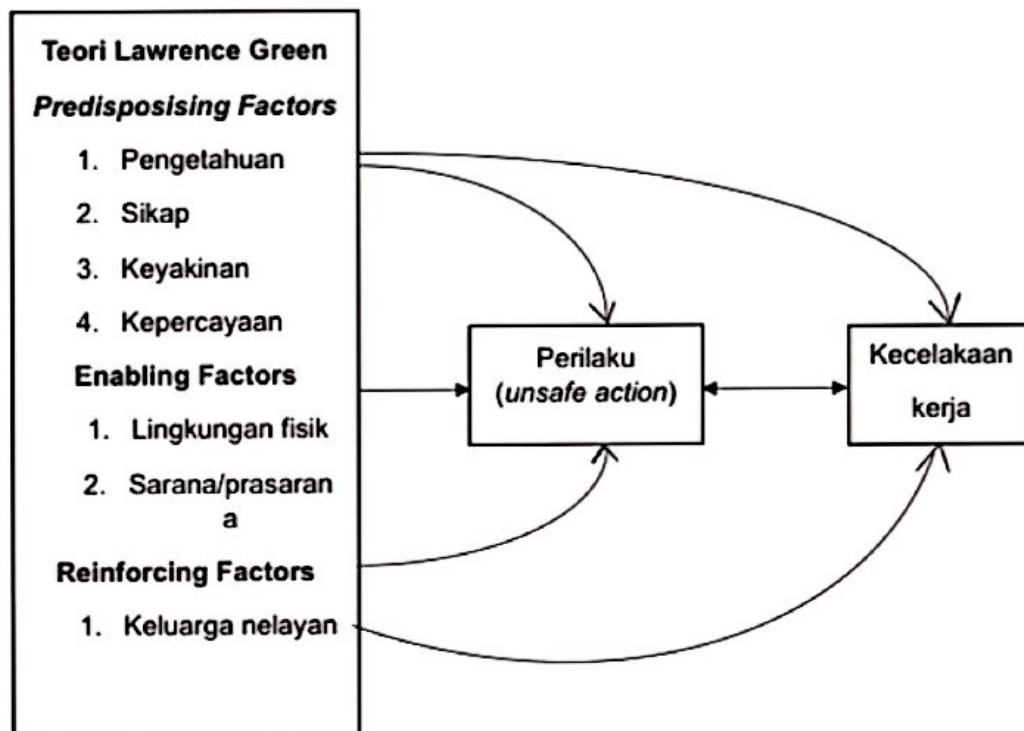 Teori Lawrence Green
Predisposising Factors
1. Pengetahuan
2. Sikap
3. Keyakinan
4. Kepercayaan
Enabling Factors
1. Lingkungan fisik
2. Sarana/prasaran
a
Reinforcing Factors
1. Keluarga nelayan
Perilaku
(unsafe action)
Kecelakaan
kerja